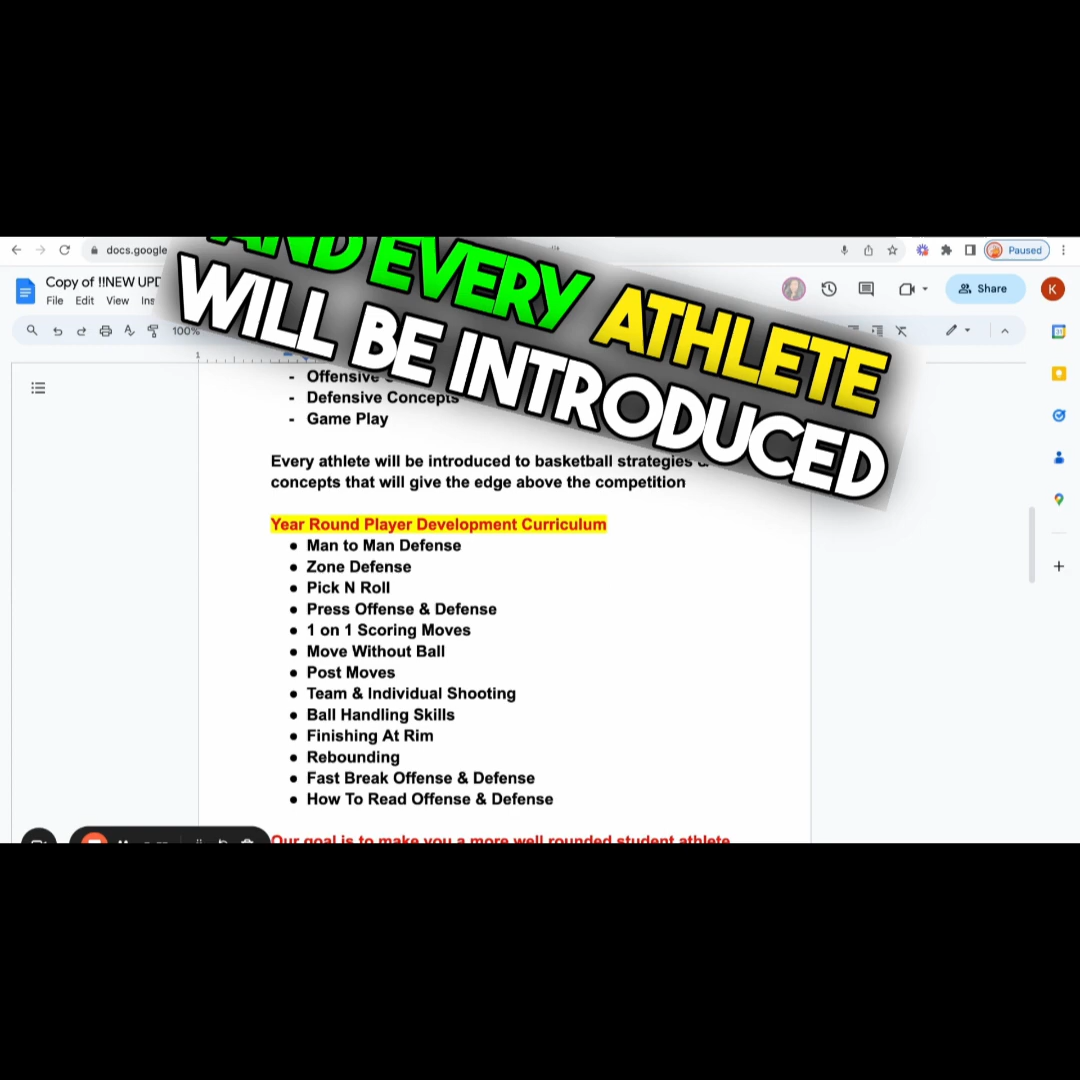 docs.google
Paused
Copy of !!NEW UPD
File Edit View Ins
Share
K
100%
1
AND EVERY ATHLETE
WILL BE INTRODUCED
- Offensive
- Defensive Concepts
- Game Play
Every athlete will be introduced to basketball strategies
concepts that will give the edge above the competition
Year Round Player Development Curriculum
● Man to Man Defense
● Zone Defense
● Pick N Roll
● Press Offense & Defense
● 1 on 1 Scoring Moves
● Move Without Ball
● Post Moves
● Team & Individual Shooting
● Ball Handling Skills
● Finishing At Rim
● Rebounding
● Fast Break Offense & Defense
● How To Read Offense & Defense
Our goal is to make you a more well rounded student athlete